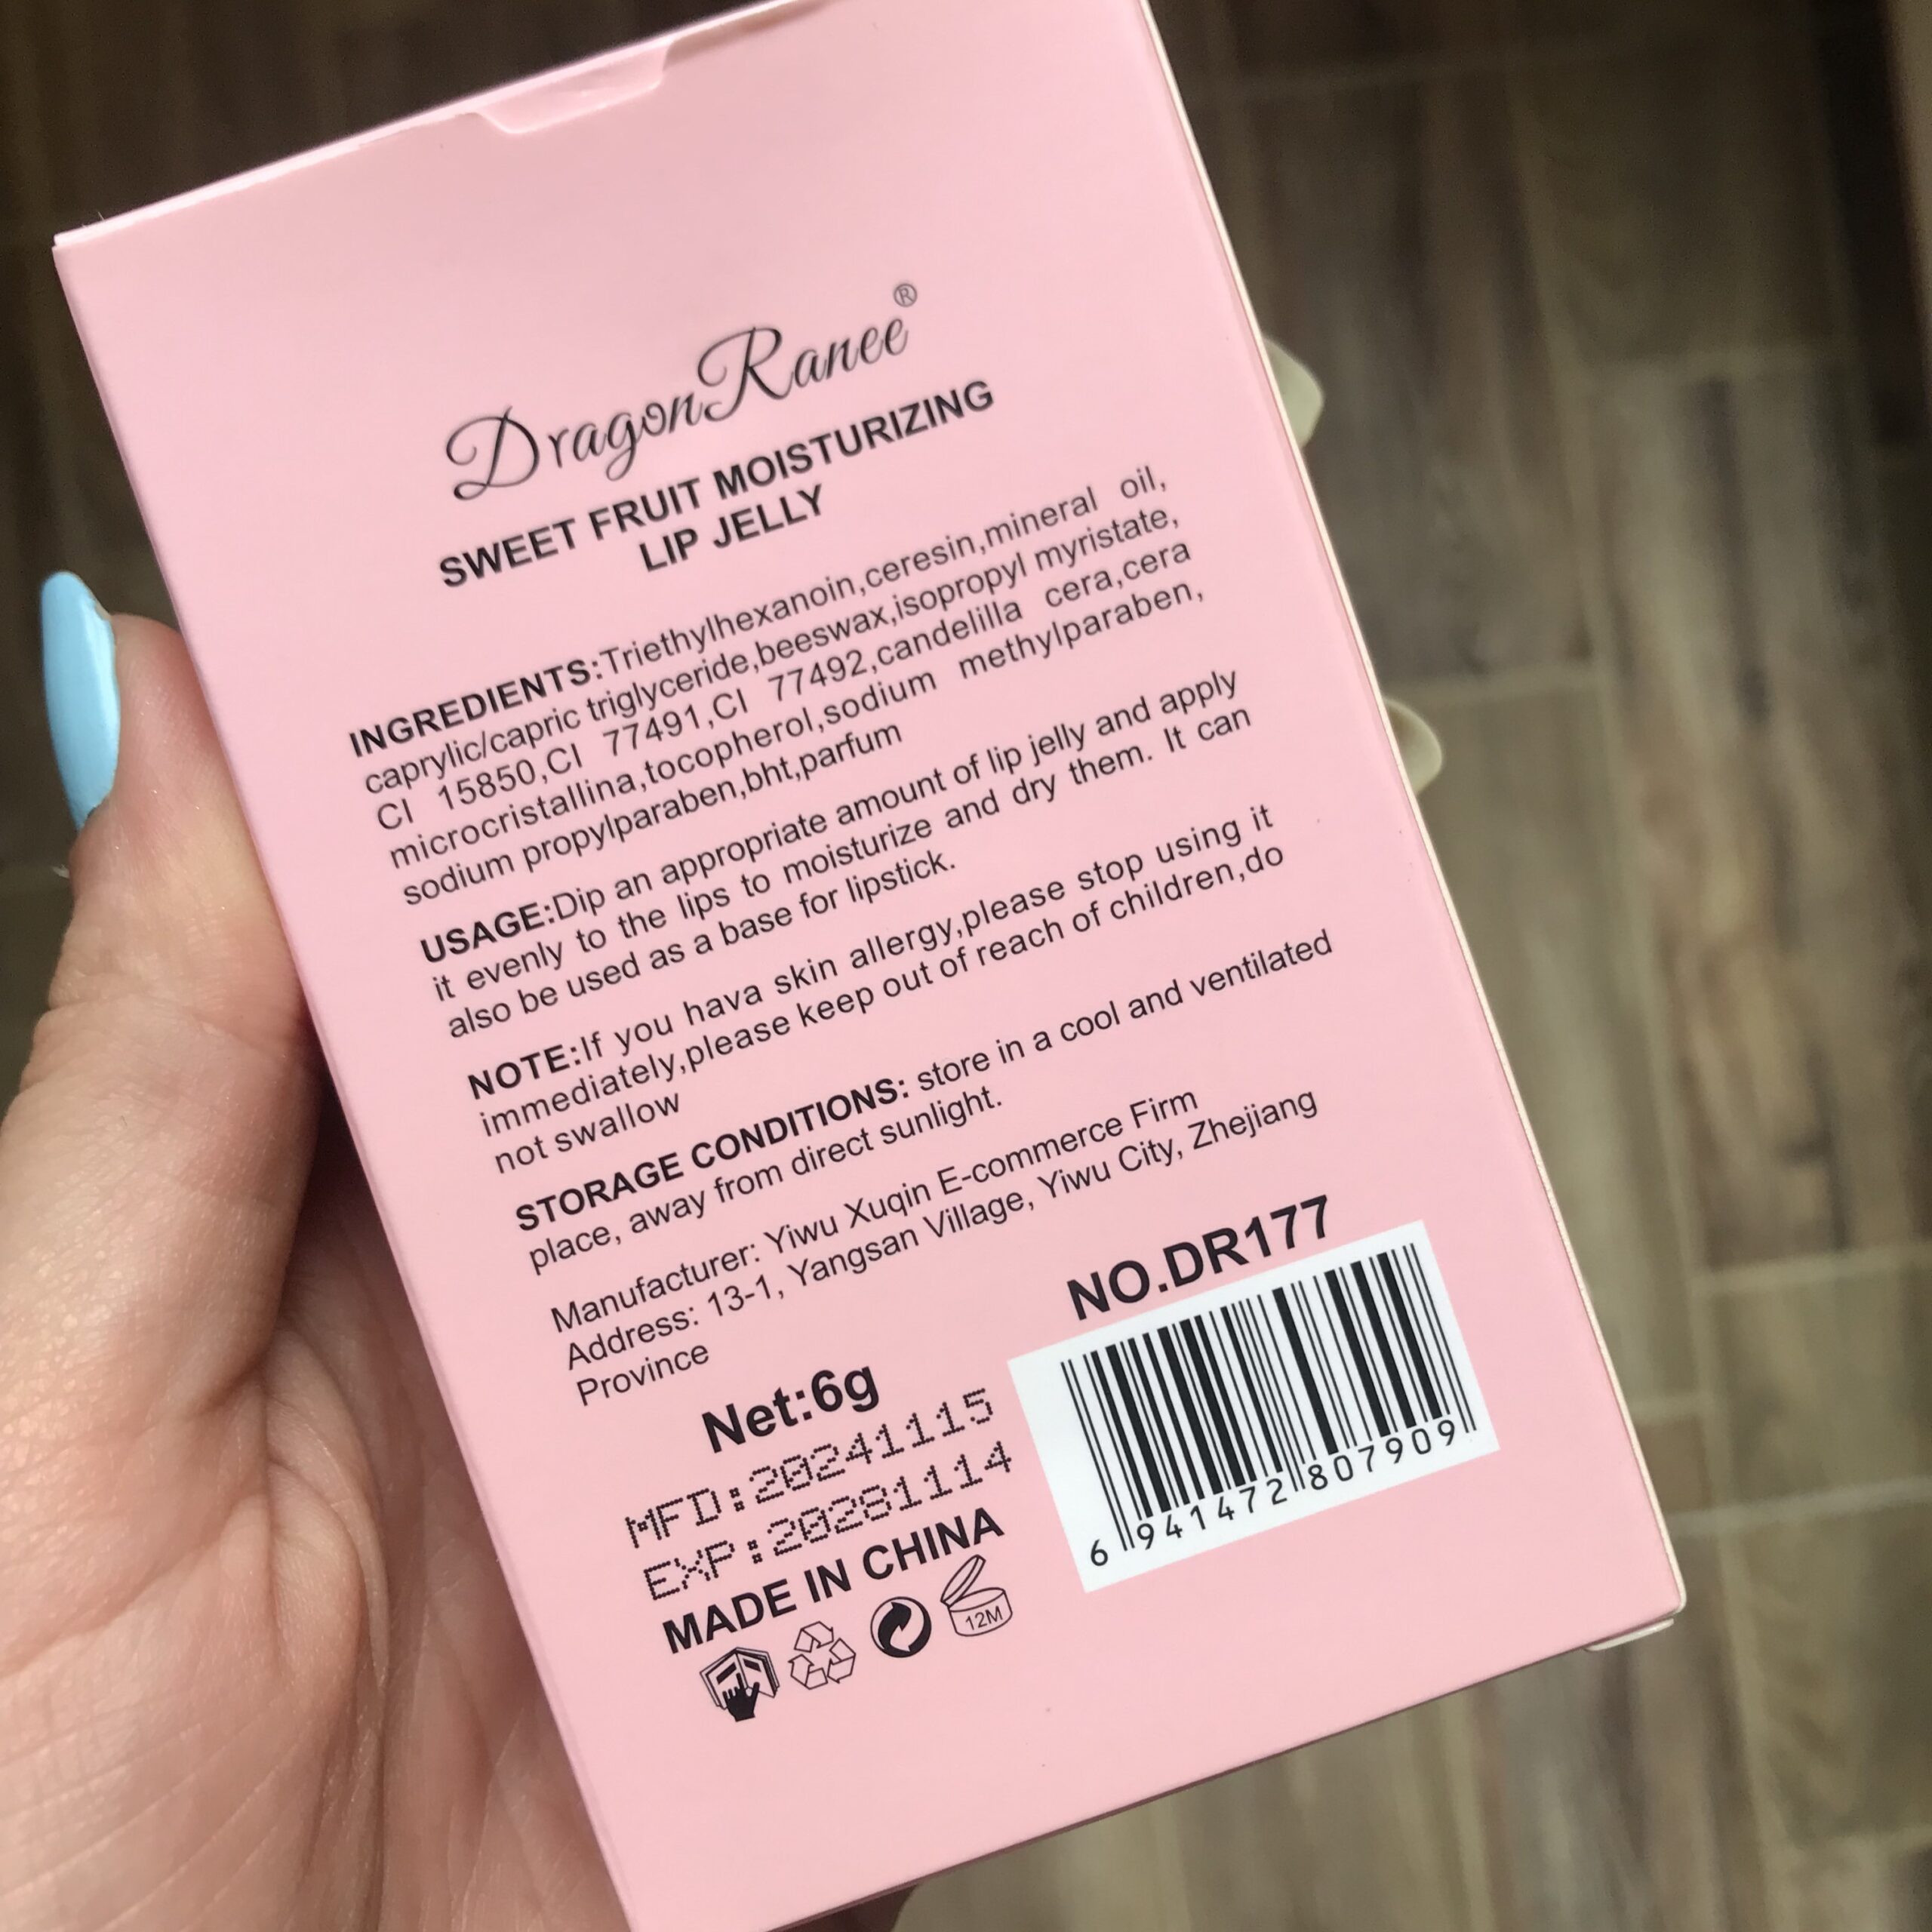 DragonRanee®
SWEET FRUIT MOISTURIZING
LIP JELLY
INGREDIENTS:Triethylhexanoin,ceresin,mineral oil,
caprylic/capric triglyceride,beeswax,isopropyl myristate,
CI 15850,CI 77491,CI 77492,candelilla cera,cera
microcristallina,tocopherol,sodium methylparaben,
sodium propylparaben,bht,parfum
USAGE:Dip an appropriate amount of lip jelly and apply
it evenly to the lips to moisturize and dry them. It can
also be used as a base for lipstick.
NOTE:If you hava skin allergy,please stop using it
immediately,please keep out of reach of children,do
not swallow
STORAGE CONDITIONS: store in a cool and ventilated
place, away from direct sunlight.
Manufacturer: Yiwu Xuqin E-commerce Firm
Address: 13-1, Yangsan Village, Yiwu City, Zhejiang
Province
Net:6g
MFD:20241115
EXP:20281114
MADE IN CHINA
12M
NO.DR177
6 941472 807909